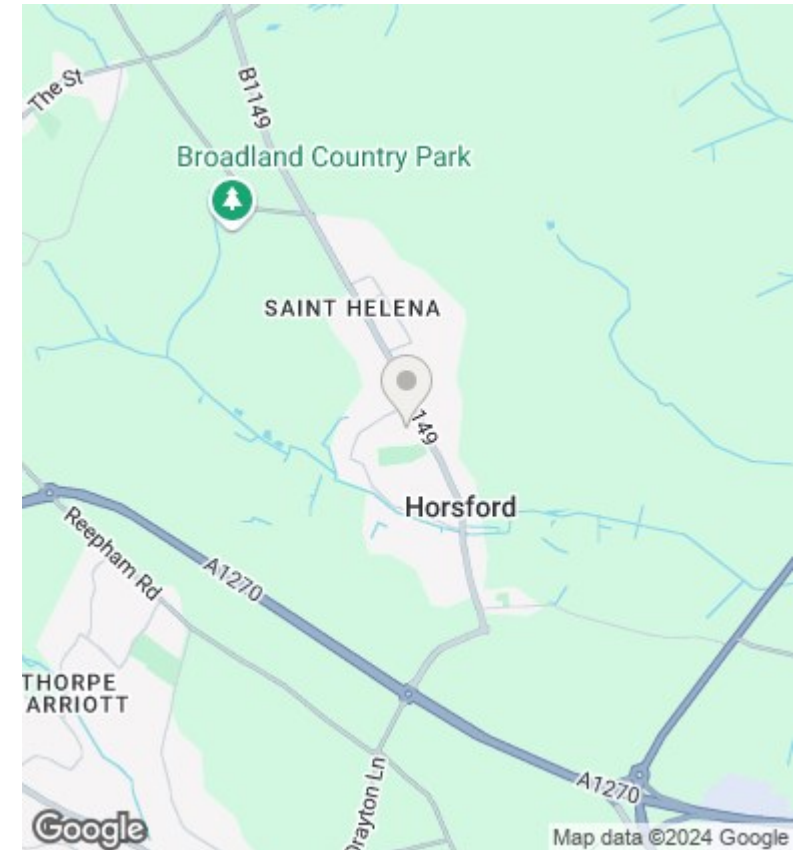 The St
B1149
Broadland Country Park
SAINT HELENA
149
Horsford
Reepham Rd
A1270
THORPE
ARRIOTT
Drayton Ln
A1270
Google
Map data ©2024 Google